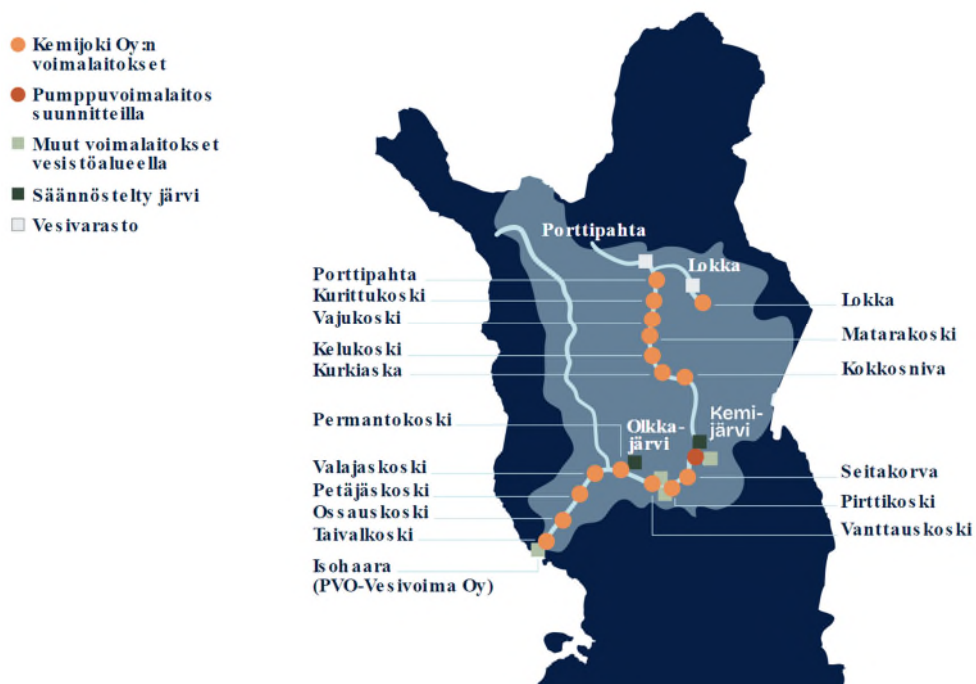 Kemijoki Oy:n
voimalaitokset
Pumppuvoimalaitos
suunnitteilla
Muut voimalaitokset
vesistöalueella
Säännöstelty järvi
Vesivarasto
Porttipahta
Lokka
Porttipahta
Kurittukoski
Vajukoski
Kelukoski
Kurkiaska
Permantokoski
Valajaskoski
Petäjäskoski
Ossauskoski
Taivalkoski
Isohaara
(PVO-Vesivoima Oy)
Olkka-
järvi
Kemi-
järvi
Lokka
Matarakoski
Kokkosniva
Seitakorva
Pirttikoski
Vanttauskoski